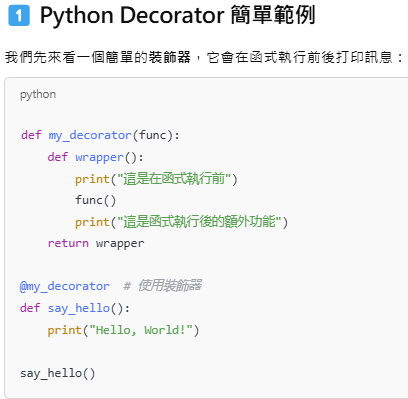 1 Python Decorator 簡單範例
我們先來看一個簡單的裝飾器，它會在函式執行前後打印訊息：
python
def my_decorator(func):
    def wrapper():
        print("這是在函式執行前")
        func()
        print("這是函式執行後的額外功能")
    return wrapper
@my_decorator  # 使用裝飾器
def say_hello():
    print("Hello, World!")
say_hello()